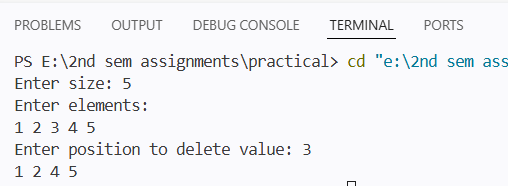 PROBLEMS OUTPUT DEBUG CONSOLE TERMINAL PORTS
PS E:\2nd sem assignments\practical> cd "e:\2nd sem ass
Enter size: 5
Enter elements:
1 2 3 4 5
Enter position to delete value: 3
1 2 4 5